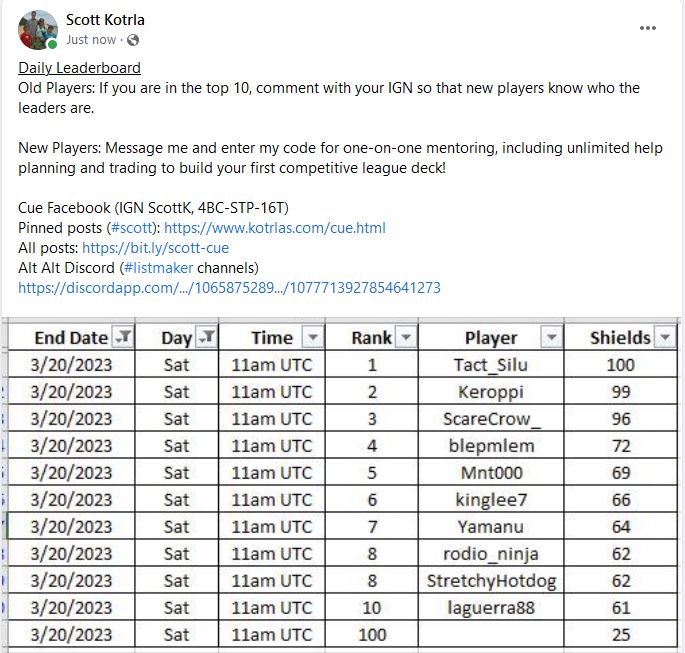 Scott Kotrla
Just now ·
Daily Leaderboard
Old Players: If you are in the top 10, comment with your IGN so that new players know who the
leaders are.
New Players: Message me and enter my code for one-on-one mentoring, including unlimited help
planning and trading to build your first competitive league deck!
Cue Facebook (IGN ScottK, 4BC-STP-16T)
Pinned posts (#scott): https://www.kotrlas.com/cue.html
All posts: https://bit.ly/scott-cue
Alt Alt Discord (#listmaker channels)
https://discordapp.com/.../1065875289.../1077713927854641273
End Date Day Time Rank Player Shields
3/20/2023 Sat 11am UTC 1 Tact_Silu 100
3/20/2023 Sat 11am UTC 2 Keroppi 99
3/20/2023 Sat 11am UTC 3 ScareCrow_ 96
3/20/2023 Sat 11am UTC 4 blepmlem 72
3/20/2023 Sat 11am UTC 5 Mnt000 69
3/20/2023 Sat 11am UTC 6 kinglee7 66
3/20/2023 Sat 11am UTC 7 Yamanu 64
3/20/2023 Sat 11am UTC 8 rodio_ninja 62
3/20/2023 Sat 11am UTC 8 StretchyHotdog 62
3/20/2023 Sat 11am UTC 10 laguerra88 61
3/20/2023 Sat 11am UTC 100 25